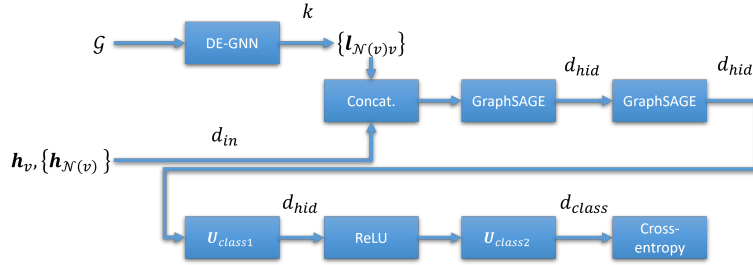 k
𝒢 DE-GNN {𝒍_𝒩(v)v}
d_hid d_hid
Concat. GraphSAGE GraphSAGE
d_in
𝒉_v, {𝒉_𝒩(v)}
d_hid d_class
𝑼_class1 ReLU 𝑼_class2 Cross-
entropy